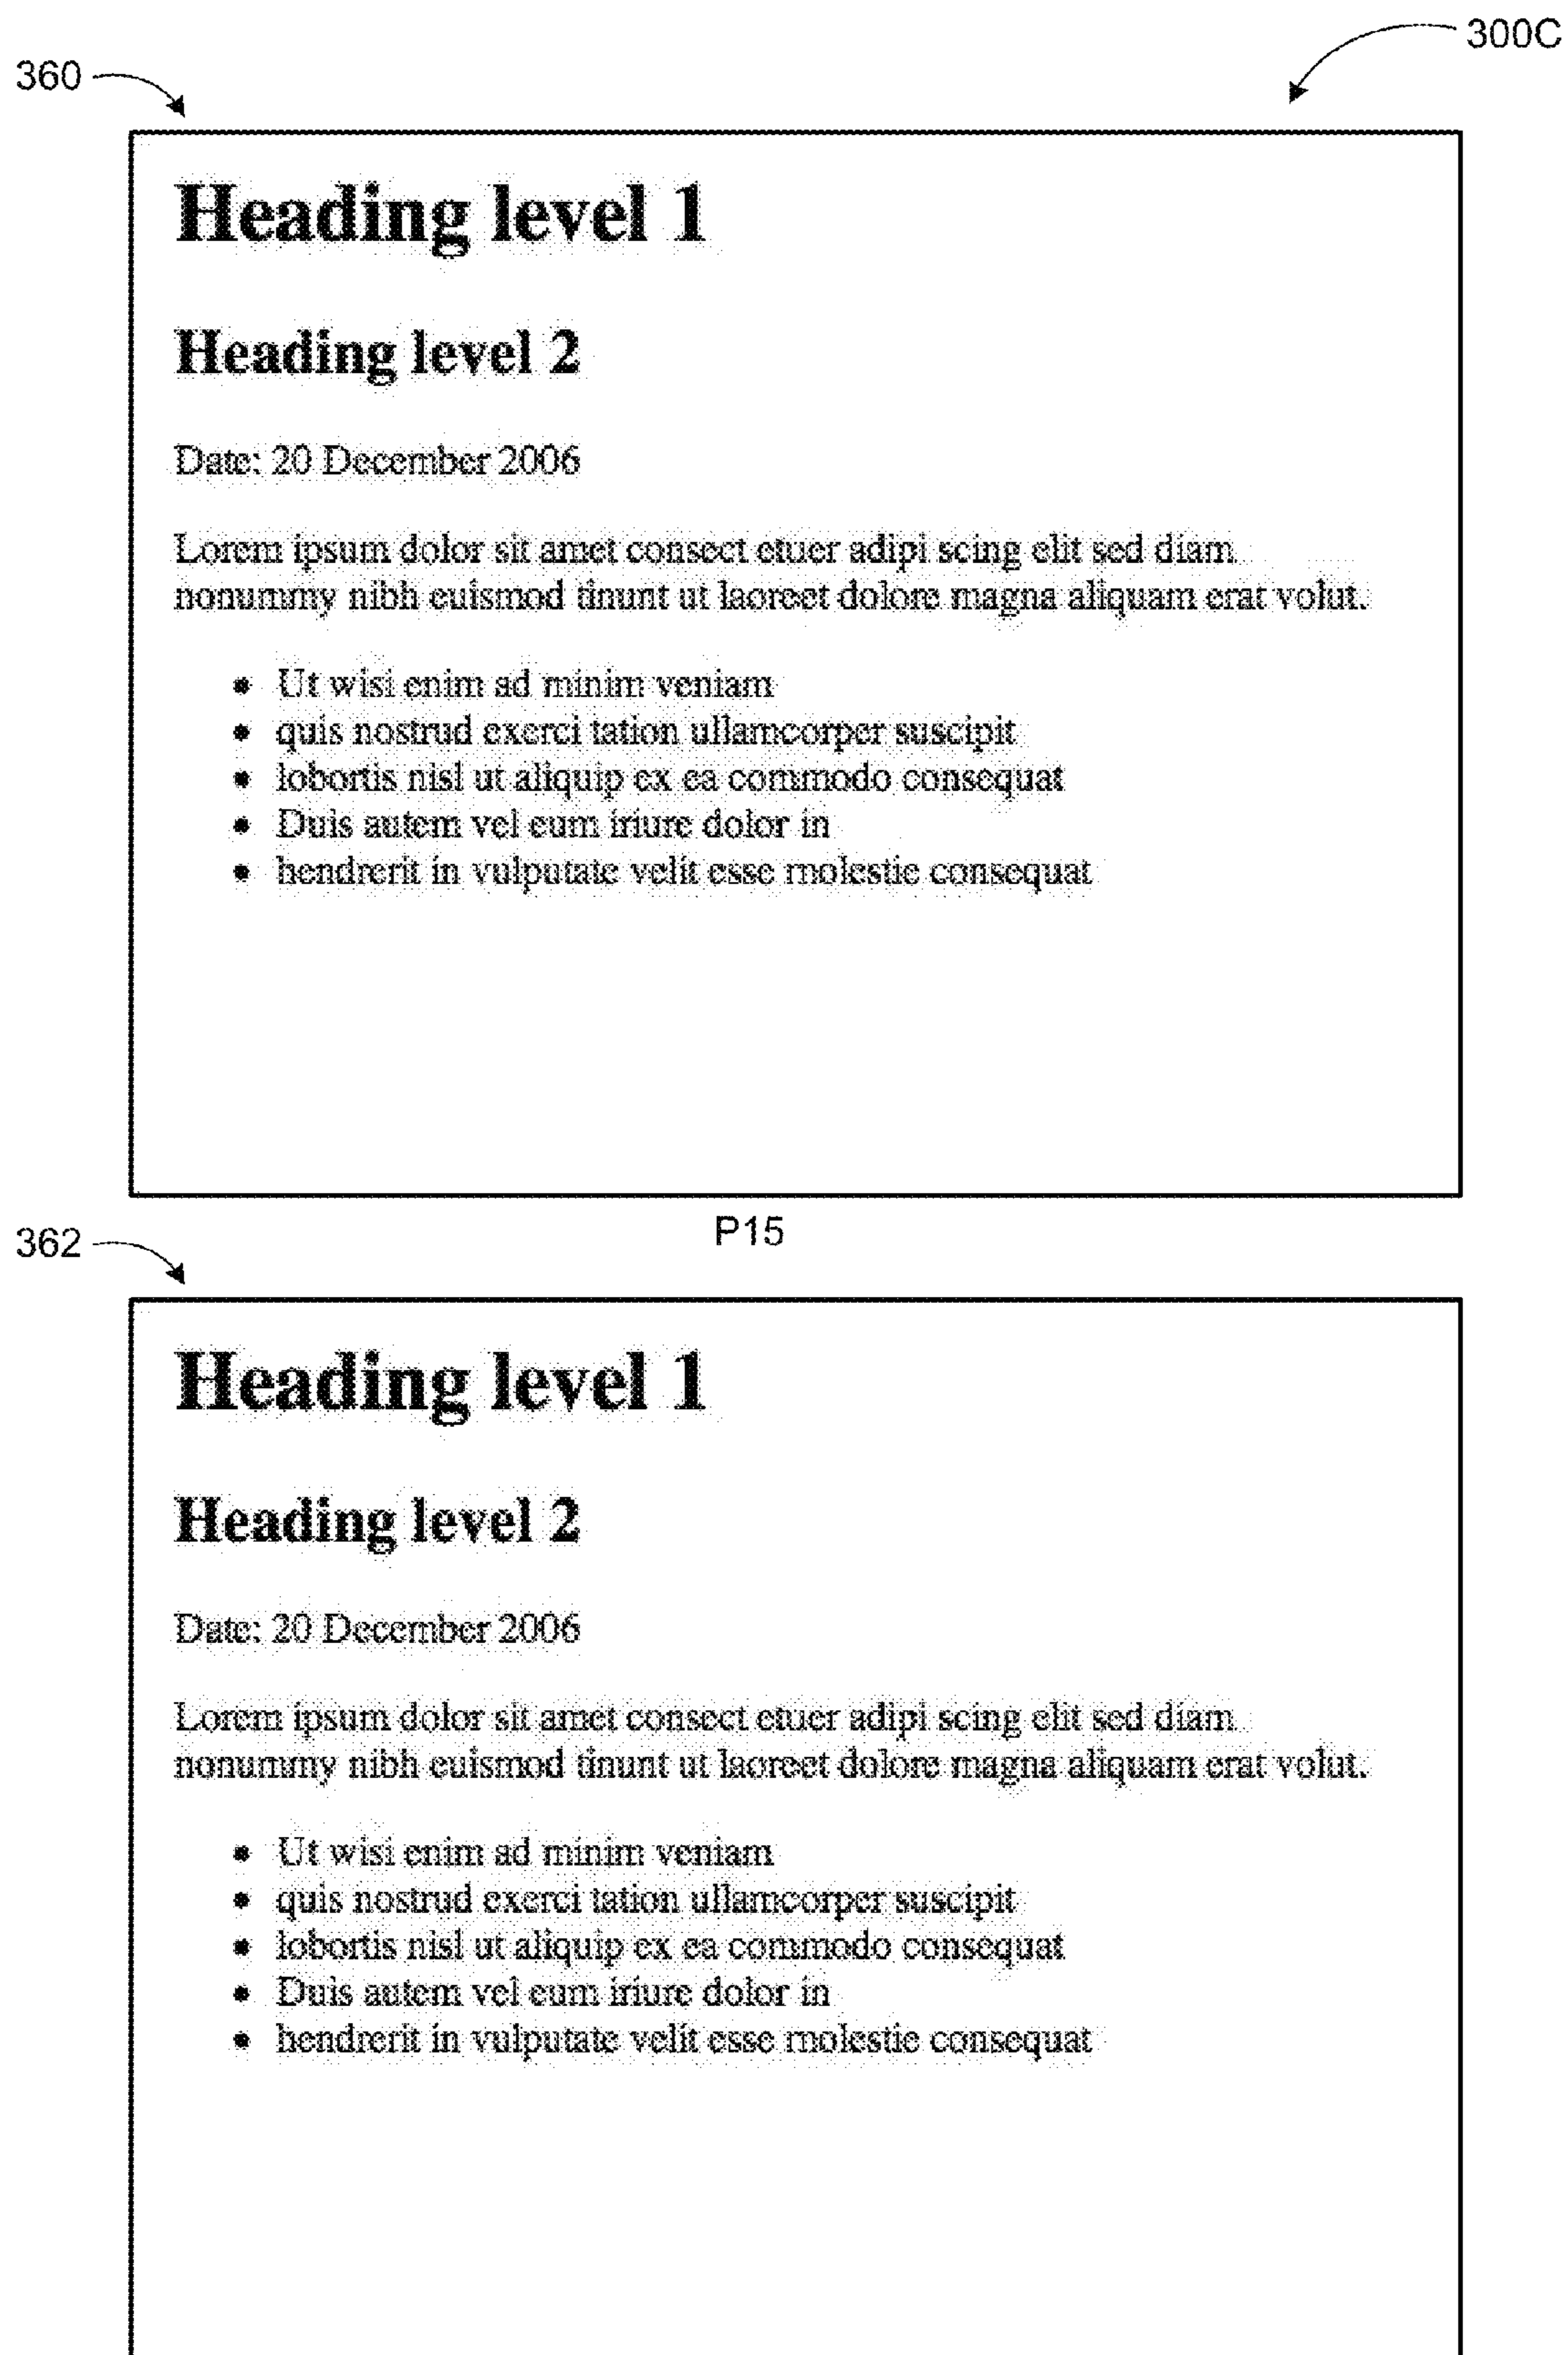 300C
360
Heading level 1
Heading level 2
Date: 20 December 2006
Lorem ipsum dolor sit amet consect etuer adipi scing elit sed diam
nonummy nibh euismod tinunt ut laoreet dolore magna aliquam erat volut.
• Ut wisi enim ad minim veniam
• quis nostrud exerci tation ullamcorper suscipit
• lobortis nisl ut aliquip ex ea commodo consequat
• Duis autem vel eum iriure dolor in
• hendrerit in vulputate velit esse molestie consequat
P15
362
Heading level 1
Heading level 2
Date: 20 December 2006
Lorem ipsum dolor sit amet consect etuer adipi scing elit sed diam
nonummy nibh euismod tinunt ut laoreet dolore magna aliquam erat volut.
• Ut wisi enim ad minim veniam
• quis nostrud exerci tation ullamcorper suscipit
• lobortis nisl ut aliquip ex ea commodo consequat
• Duis autem vel eum iriure dolor in
• hendrerit in vulputate velit esse molestie consequat